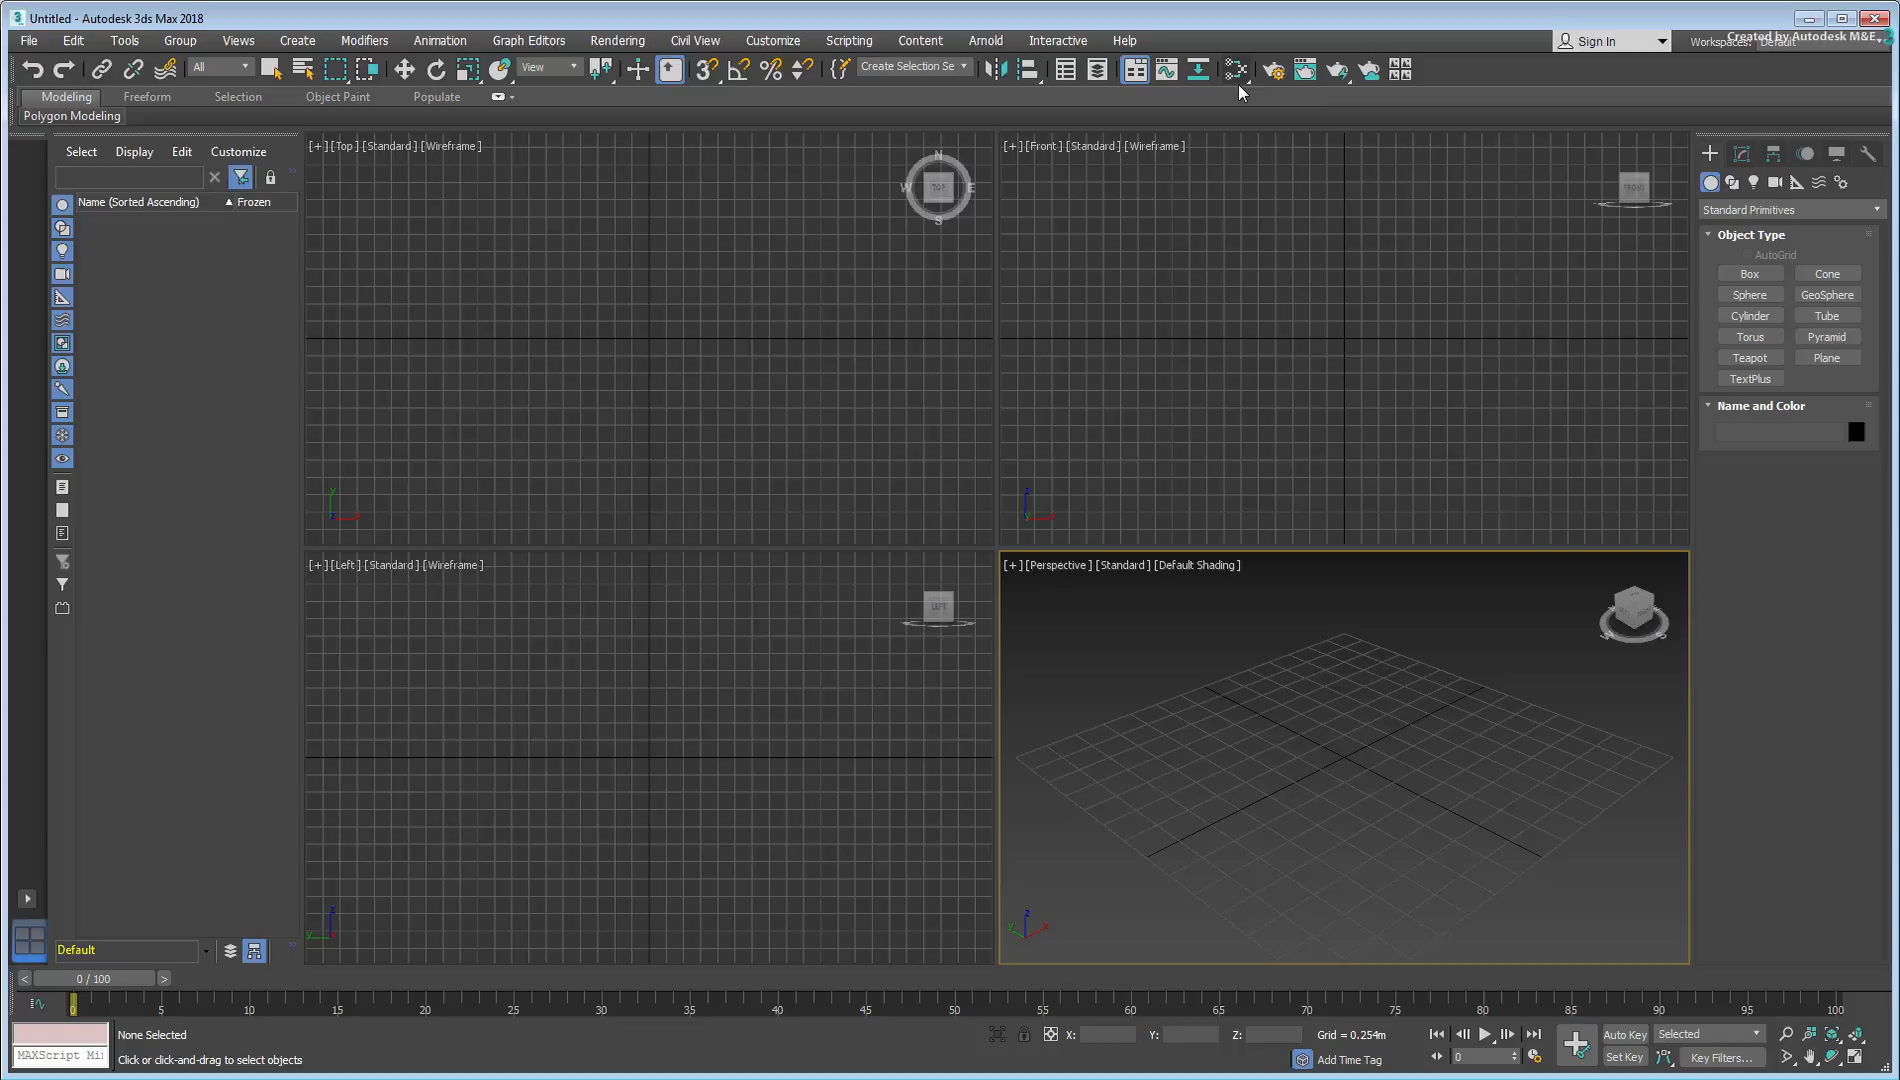 Untitled - Autodesk 3ds Max 2018
File Edit Tools Group Views Create Modifiers Animation Graph Editors Rendering Civil View Customize Scripting Content Arnold Interactive Help
Sign In
Workspaces: Default
Created by Autodesk M&E
All
View
Create Selection Se
Modeling Freeform Selection Object Paint Populate
Polygon Modeling
Select Display Edit Customize
Name (Sorted Ascending) Frozen
[+] [Top] [Standard] [Wireframe]
N
W TOP E
S
y
z x
[+] [Front] [Standard] [Wireframe]
FRONT
z
y x
[+] [Left] [Standard] [Wireframe]
LEFT
z
y
[+] [Perspective] [Standard] [Default Shading]
z
y x
Standard Primitives
Object Type
AutoGrid
Box Cone
Sphere GeoSphere
Cylinder Tube
Torus Pyramid
Teapot Plane
TextPlus
Name and Color
Default
< 0 / 100 >
0 5 10 15 20 25 30 35 40 45 50 55 60 65 70 75 80 85 90 95 100
None Selected
X: Y: Z: Grid = 0.254m
Auto Key Selected
MAXScript Mi
Click or click-and-drag to select objects
Add Time Tag
0
Set Key Key Filters...